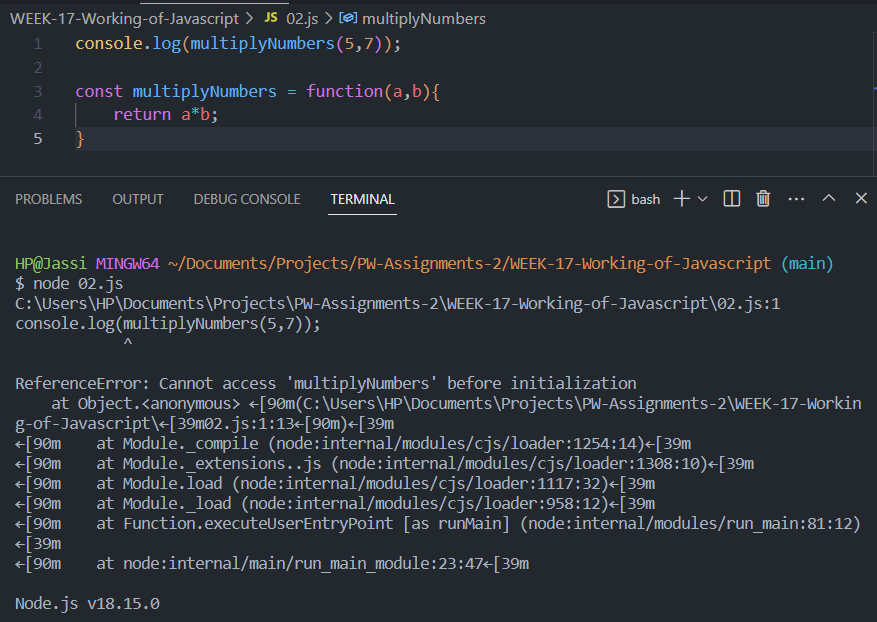 WEEK-17-Working-of-Javascript > JS 02.js > multiplyNumbers
1 console.log(multiplyNumbers(5,7));
2
3 const multiplyNumbers = function(a,b){
4 return a*b;
5 }
PROBLEMS OUTPUT DEBUG CONSOLE TERMINAL bash
HP@Jassi MINGW64 ~/Documents/Projects/PW-Assignments-2/WEEK-17-Working-of-Javascript (main)
$ node 02.js
C:\Users\HP\Documents\Projects\PW-Assignments-2\WEEK-17-Working-of-Javascript\02.js:1
console.log(multiplyNumbers(5,7));
^
ReferenceError: Cannot access 'multiplyNumbers' before initialization
at Object.<anonymous> ←[90m(C:\Users\HP\Documents\Projects\PW-Assignments-2\WEEK-17-Workin
g-of-Javascript\←[39m02.js:1:13←[90m)←[39m
←[90m at Module._compile (node:internal/modules/cjs/loader:1254:14)←[39m
←[90m at Module._extensions..js (node:internal/modules/cjs/loader:1308:10)←[39m
←[90m at Module.load (node:internal/modules/cjs/loader:1117:32)←[39m
←[90m at Module._load (node:internal/modules/cjs/loader:958:12)←[39m
←[90m at Function.executeUserEntryPoint [as runMain] (node:internal/modules/run_main:81:12)
←[39m
←[90m at node:internal/main/run_main_module:23:47←[39m
Node.js v18.15.0